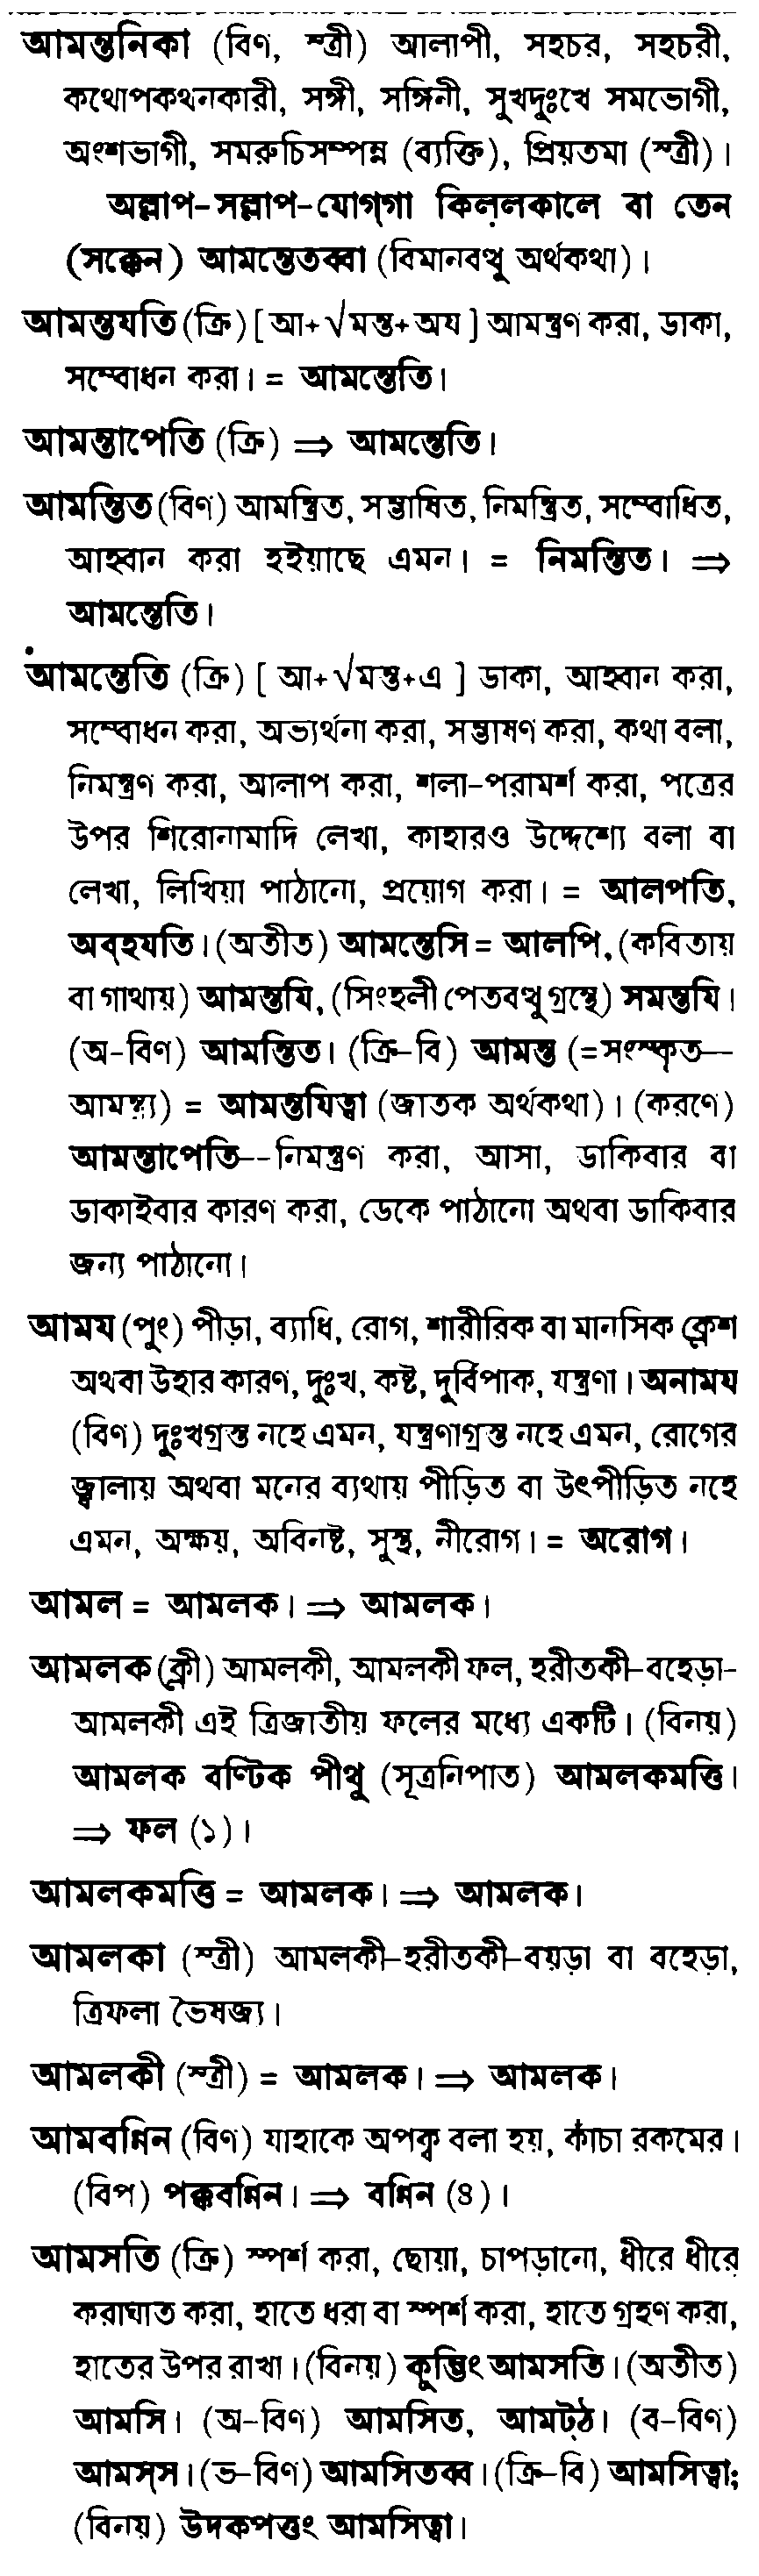 আমন্তনিকা (বিণ, স্ত্রী) আলাপী, সহচর, সহচরী,
কথোপকথনকারী, সঙ্গী, সঙ্গিনী, সুখদুঃখে সমভোগী,
অংশভাগী, সমরুচিসম্পন্ন (ব্যক্তি), প্রিয়তমা (স্ত্রী)।
অল্লাপ-সল্লাপ-যোগ্‌গা কিল়লকালে বা তেন
(সক্কেন) আমন্তেতব্বা (বিমানবত্থু অর্থকথা)।
আমন্তযতি (ক্রি) [ আ+√মন্ত+অয ] আমন্ত্রণ করা, ডাকা,
সম্বোধন করা। = আমন্তেতি।
আমন্তাপেতি (ক্রি) ⇒ আমন্তেতি।
আমন্তিত (বিণ) আমন্ত্রিত, সম্ভাষিত, নিমন্ত্রিত, সম্বোধিত,
আহ্বান করা হইয়াছে এমন। = নিমন্তিত। ⇒
আমন্তেতি।
আমন্তেতি (ক্রি) [ আ+√মন্ত+এ ] ডাকা, আহ্বান করা,
সম্বোধন করা, অভ্যর্থনা করা, সম্ভাষণ করা, কথা বলা,
নিমন্ত্রণ করা, আলাপ করা, শলা-পরামর্শ করা, পত্রের
উপর শিরোনামাদি লেখা, কাহারও উদ্দেশ্যে বলা বা
লেখা, লিখিয়া পাঠানো, প্রয়োগ করা। = আলপতি,
অব্‌হযতি। (অতীত) আমন্তেসি = আলপি, (কবিতায়
বা গাথায়) আমন্তযি, (সিংহলী পেতবত্থু গ্রন্থে) সমন্তযি।
(অ-বিণ) আমন্তিত। (ক্রি-বি) আমন্ত (=সংস্কৃত—
আমন্ত্র্য) = আমন্তযিত্বা (জাতক অর্থকথা)। (করণে)
আমন্তাপেতি--নিমন্ত্রণ করা, আসা, ডাকিবার বা
ডাকাইবার কারণ করা, ডেকে পাঠানো অথবা ডাকিবার
জন্য পাঠানো।
আময (পুং) পীড়া, ব্যাধি, রোগ, শারীরিক বা মানসিক ক্লেশ
অথবা উহার কারণ, দুঃখ, কষ্ট, দুর্বিপাক, যন্ত্রণা। অনাময
(বিণ) দুঃখগ্রস্ত নহে এমন, যন্ত্রণাগ্রস্ত নহে এমন, রোগের
জ্বালায় অথবা মনের ব্যথায় পীড়িত বা উৎপীড়িত নহে
এমন, অক্ষয়, অবিনষ্ট, সুস্থ, নীরোগ। = অরোগ।
আমল = আমলক। ⇒ আমলক।
আমলক (ক্লী) আমলকী, আমলকী ফল, হরীতকী-বহেড়া-
আমলকী এই ত্রিজাতীয় ফলের মধ্যে একটি। (বিনয়)
আমলক বণ্টিক পীথু (সূত্রনিপাত) আমলকমত্তি।
⇒ ফল (১)।
আমলকমত্তি = আমলক। ⇒ আমলক।
আমলকা (স্ত্রী) আমলকী-হরীতকী-বয়ড়া বা বহেড়া,
ত্রিফলা ভৈষজ্য।
আমলকী (স্ত্রী) = আমলক। ⇒ আমলক।
আমবণ্ণিন (বিণ) যাহাকে অপক্ব বলা হয়, কাঁচা রকমের।
(বিপ) পক্কবণ্ণিন। ⇒ বণ্ণিন (৪)।
আমসতি (ক্রি) স্পর্শ করা, ছোয়া, চাপড়ানো, ধীরে ধীরে
করাঘাত করা, হাতে ধরা বা স্পর্শ করা, হাতে গ্রহণ করা,
হাতের উপর রাখা। (বিনয়) কুম্ভিং আমসতি। (অতীত)
আমসি। (অ-বিণ) আমসিত, আমট্‌ঠ। (ব-বিণ)
আমস্‌স। (ভ-বিণ) আমসিতব্ব। (ক্রি-বি) আমসিত্বা;
(বিনয়) উদকপত্তং আমসিত্বা।